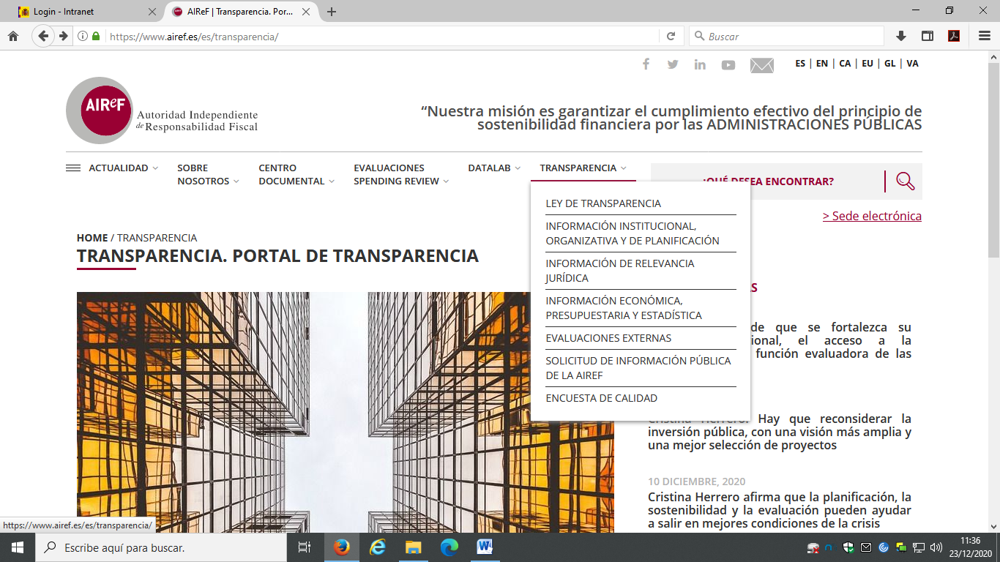 Login - Intranet
AIReF | Transparencia. Por...
https://www.airef.es/es/transparencia/
Buscar
ES | EN | CA | EU | GL | VA
AIReF
Autoridad Independiente
de Responsabilidad Fiscal
“Nuestra misión es garantizar el cumplimiento efectivo del principio de
sostenibilidad financiera por las ADMINISTRACIONES PÚBLICAS
ACTUALIDAD
SOBRE
NOSOTROS
CENTRO
DOCUMENTAL
EVALUACIONES
SPENDING REVIEW
DATALAB
TRANSPARENCIA
¿QUÉ DESEA ENCONTRAR?
> Sede electrónica
LEY DE TRANSPARENCIA
INFORMACIÓN INSTITUCIONAL,
ORGANIZATIVA Y DE PLANIFICACIÓN
INFORMACIÓN DE RELEVANCIA
JURÍDICA
INFORMACIÓN ECONÓMICA,
PRESUPUESTARIA Y ESTADÍSTICA
EVALUACIONES EXTERNAS
SOLICITUD DE INFORMACIÓN PÚBLICA
DE LA AIREF
ENCUESTA DE CALIDAD
HOME / TRANSPARENCIA
TRANSPARENCIA. PORTAL DE TRANSPARENCIA
de que se fortalezca su
el acceso a la
función evaluadora de las
Cristina Herrero: Hay que reconsiderar la
inversión pública, con una visión más amplia y
una mejor selección de proyectos
10 DICIEMBRE, 2020
Cristina Herrero afirma que la planificación, la
sostenibilidad y la evaluación pueden ayudar
a salir en mejores condiciones de la crisis
https://www.airef.es/es/transparencia/
Escribe aquí para buscar.
11:36
23/12/2020